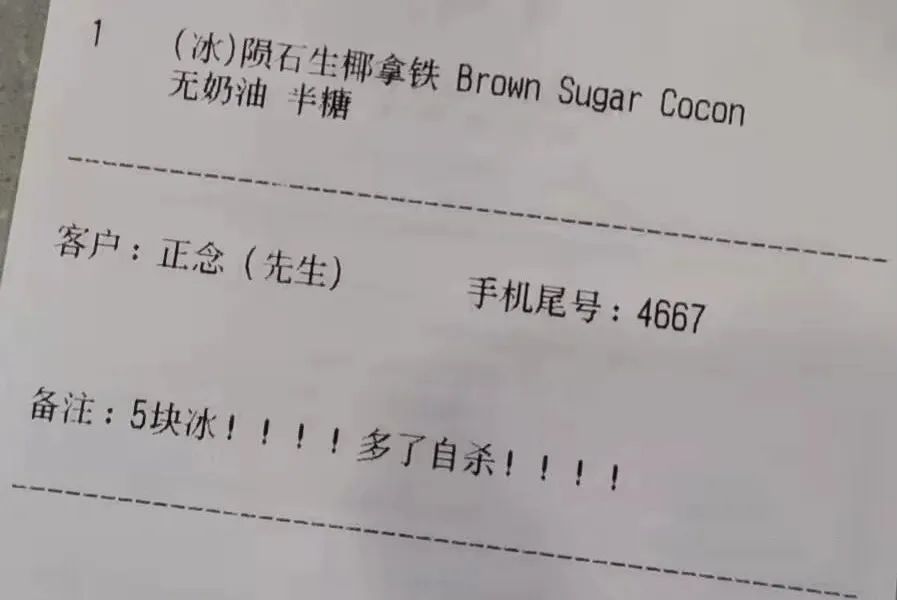 1 (冰)陨石生椰拿铁 Brown Sugar Cocon
无奶油 半糖
客户：正念（先生） 手机尾号：4667
备注：5块冰！！！！多了自杀！！！！